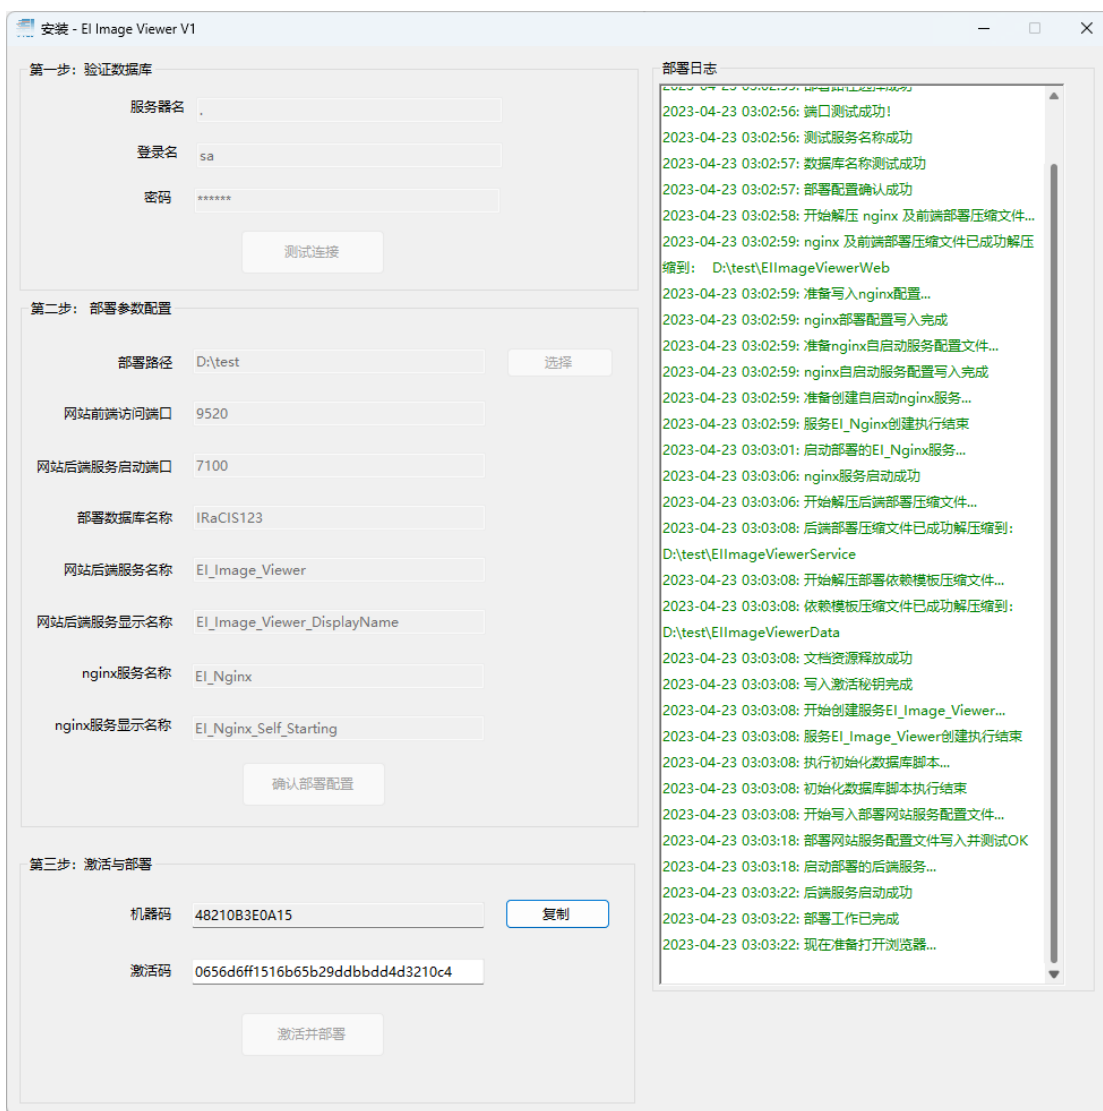 安装 - EI Image Viewer V1
第一步：验证数据库
服务器名
.
登录名
sa
密码
******
测试连接
第二步： 部署参数配置
部署路径
D:\test
选择
网站前端访问端口
9520
网站后端服务启动端口
7100
部署数据库名称
IRaCIS123
网站后端服务名称
EI_Image_Viewer
网站后端服务显示名称
EI_Image_Viewer_DisplayName
nginx服务名称
EI_Nginx
nginx服务显示名称
EI_Nginx_Self_Starting
确认部署配置
第三步：激活与部署
机器码
48210B3E0A15
复制
激活码
0656d6ff1516b65b29ddbbdd4d3210c4
激活并部署
部署日志
2023-04-23 03:02:55: 部署路径选择成功
2023-04-23 03:02:56: 端口测试成功!
2023-04-23 03:02:56: 测试服务名称成功
2023-04-23 03:02:57: 数据库名称测试成功
2023-04-23 03:02:57: 部署配置确认成功
2023-04-23 03:02:58: 开始解压 nginx 及前端部署压缩文件...
2023-04-23 03:02:59: nginx 及前端部署压缩文件已成功解压
缩到： D:\test\EIImageViewerWeb
2023-04-23 03:02:59: 准备写入nginx配置...
2023-04-23 03:02:59: nginx部署配置写入完成
2023-04-23 03:02:59: 准备nginx自启动服务配置文件...
2023-04-23 03:02:59: nginx自启动服务配置写入完成
2023-04-23 03:02:59: 准备创建自启动nginx服务...
2023-04-23 03:02:59: 服务EI_Nginx创建执行结束
2023-04-23 03:03:01: 启动部署的EI_Nginx服务...
2023-04-23 03:03:06: nginx服务启动成功
2023-04-23 03:03:06: 开始解压后端部署压缩文件...
2023-04-23 03:03:08: 后端部署压缩文件已成功解压缩到：
D:\test\EIImageViewerService
2023-04-23 03:03:08: 开始解压部署依赖模板压缩文件...
2023-04-23 03:03:08: 依赖模板压缩文件已成功解压缩到：
D:\test\EIImageViewerData
2023-04-23 03:03:08: 文档资源释放成功
2023-04-23 03:03:08: 写入激活秘钥完成
2023-04-23 03:03:08: 开始创建服务EI_Image_Viewer...
2023-04-23 03:03:08: 服务EI_Image_Viewer创建执行结束
2023-04-23 03:03:08: 执行初始化数据库脚本...
2023-04-23 03:03:08: 初始化数据库脚本执行结束
2023-04-23 03:03:08: 开始写入部署网站服务配置文件...
2023-04-23 03:03:18: 部署网站服务配置文件写入并测试OK
2023-04-23 03:03:18: 启动部署的后端服务...
2023-04-23 03:03:22: 后端服务启动成功
2023-04-23 03:03:22: 部署工作已完成
2023-04-23 03:03:22: 现在准备打开浏览器...